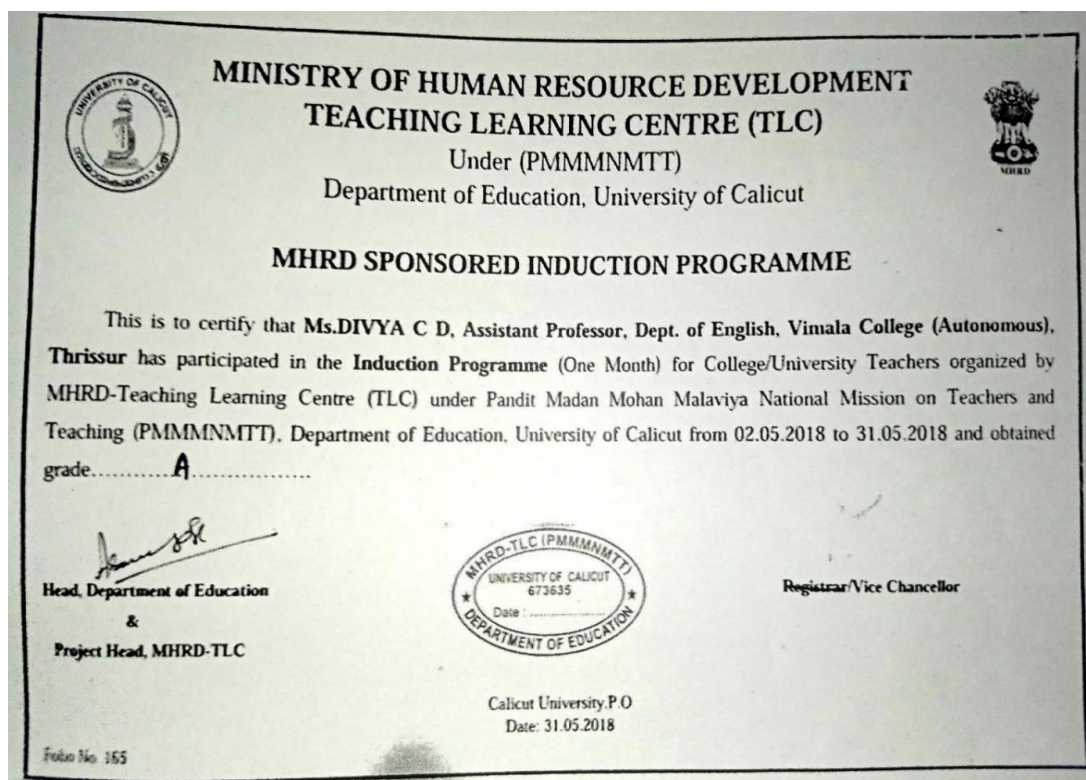 UNIVERSITY OF CALICUT
MINISTRY OF HUMAN RESOURCE DEVELOPMENT
TEACHING LEARNING CENTRE (TLC)
Under (PMMMNMTT)
Department of Education, University of Calicut
MHRD
MHRD SPONSORED INDUCTION PROGRAMME
This is to certify that Ms.DIVYA C D, Assistant Professor, Dept. of English, Vimala College (Autonomous),
Thrissur has participated in the Induction Programme (One Month) for College/University Teachers organized by
MHRD-Teaching Learning Centre (TLC) under Pandit Madan Mohan Malaviya National Mission on Teachers and
Teaching (PMMMNMTT), Department of Education, University of Calicut from 02.05.2018 to 31.05.2018 and obtained
grade...........A.................
Head, Department of Education
&
Project Head, MHRD-TLC
MHRD-TLC (PMMMNMTT)
UNIVERSITY OF CALICUT
673635
Date : ....................
DEPARTMENT OF EDUCATION
Registrar/Vice Chancellor
Calicut University.P.O
Date: 31.05.2018
No. 165